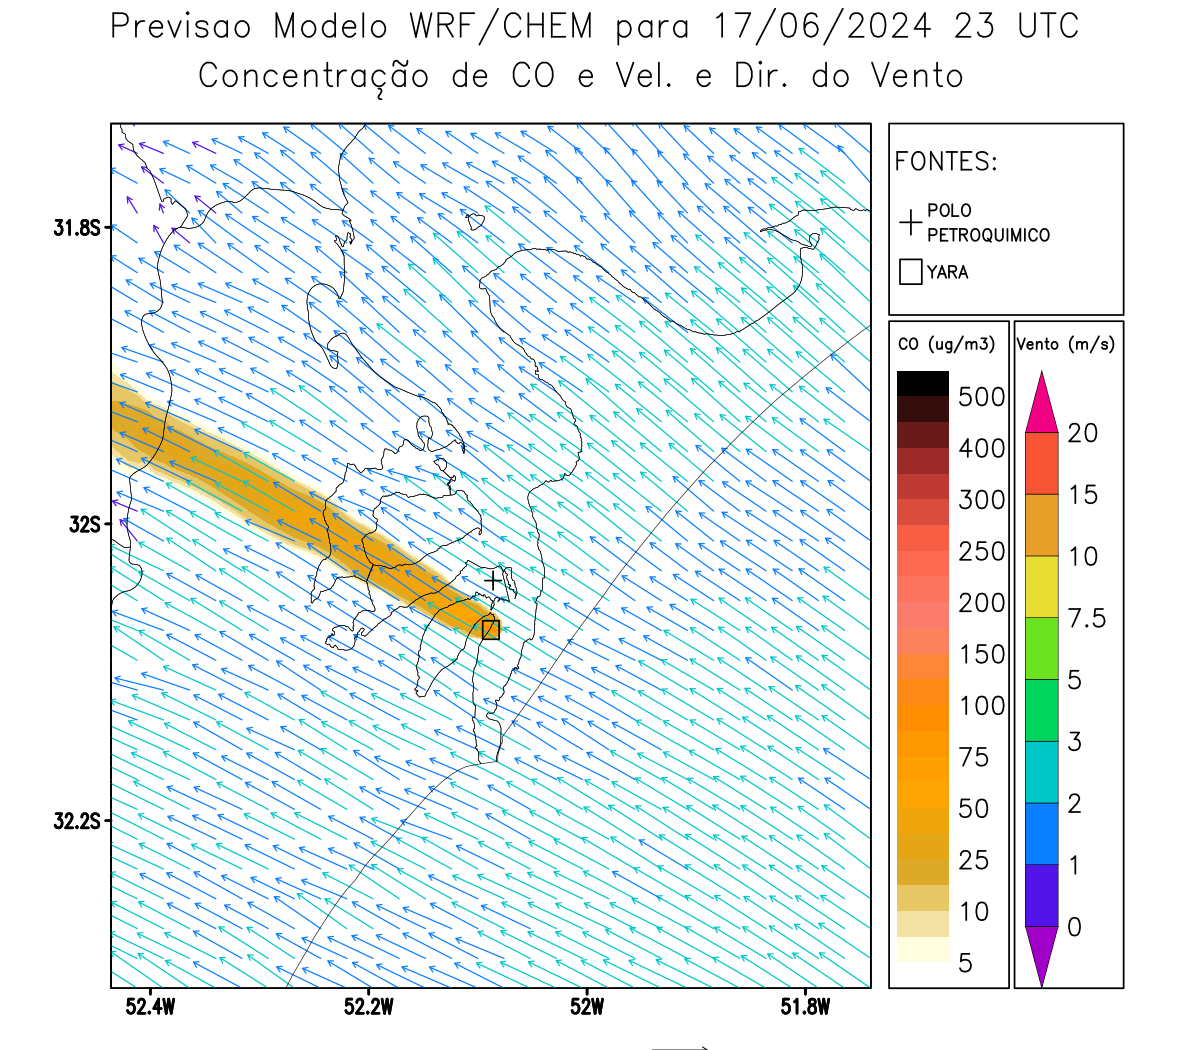 Previsao Modelo WRF/CHEM para 17/06/2024 23 UTC
Concentração de CO e Vel. e Dir. do Vento
FONTES:
POLO
PETROQUIMICO
YARA
CO (ug/m3)
500
400
300
250
200
150
100
75
50
25
10
5
Vento (m/s)
20
15
10
7.5
5
3
2
1
0
31.8S
32S
32.2S
52.4W
52.2W
52W
51.8W